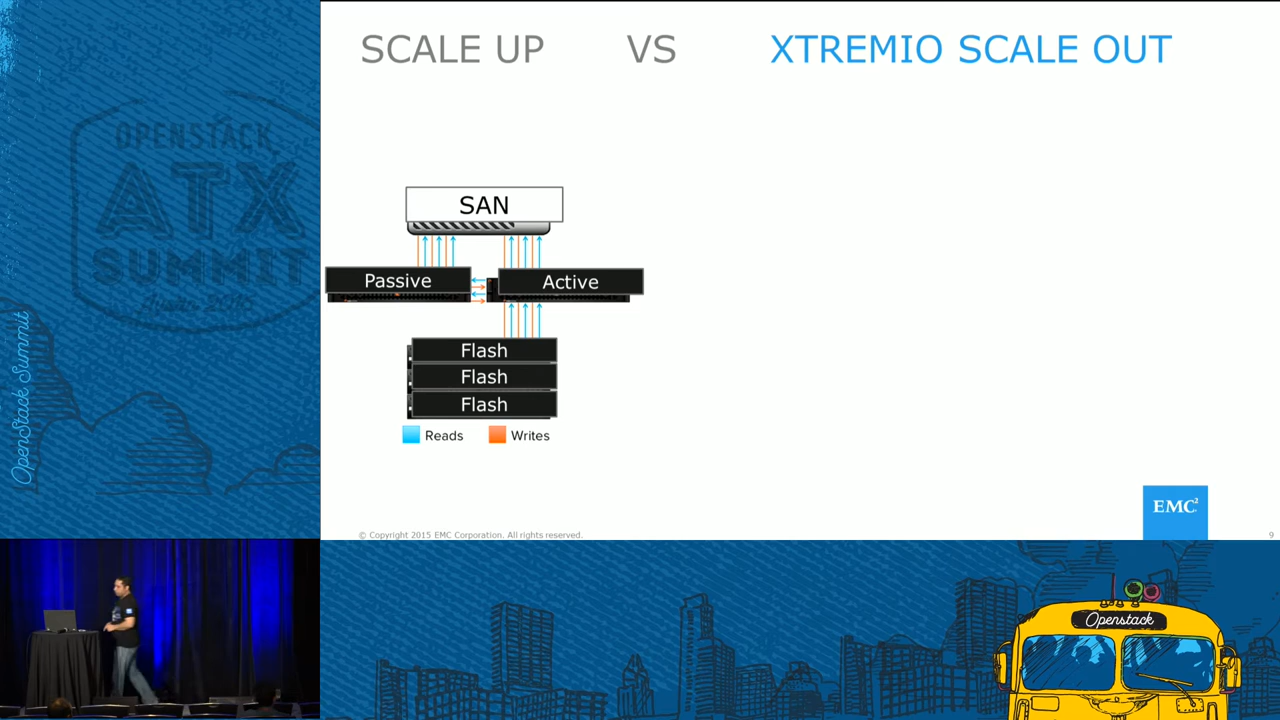 SCALE UP VS XTREMIO SCALE OUT
SAN
Passive
Active
Flash
Flash
Flash
Reads
Writes
EMC²
© Copyright 2015 EMC Corporation. All rights reserved.
9
OPENSTACK
ATX
SUMMIT
OpenStack Summit
Openstack